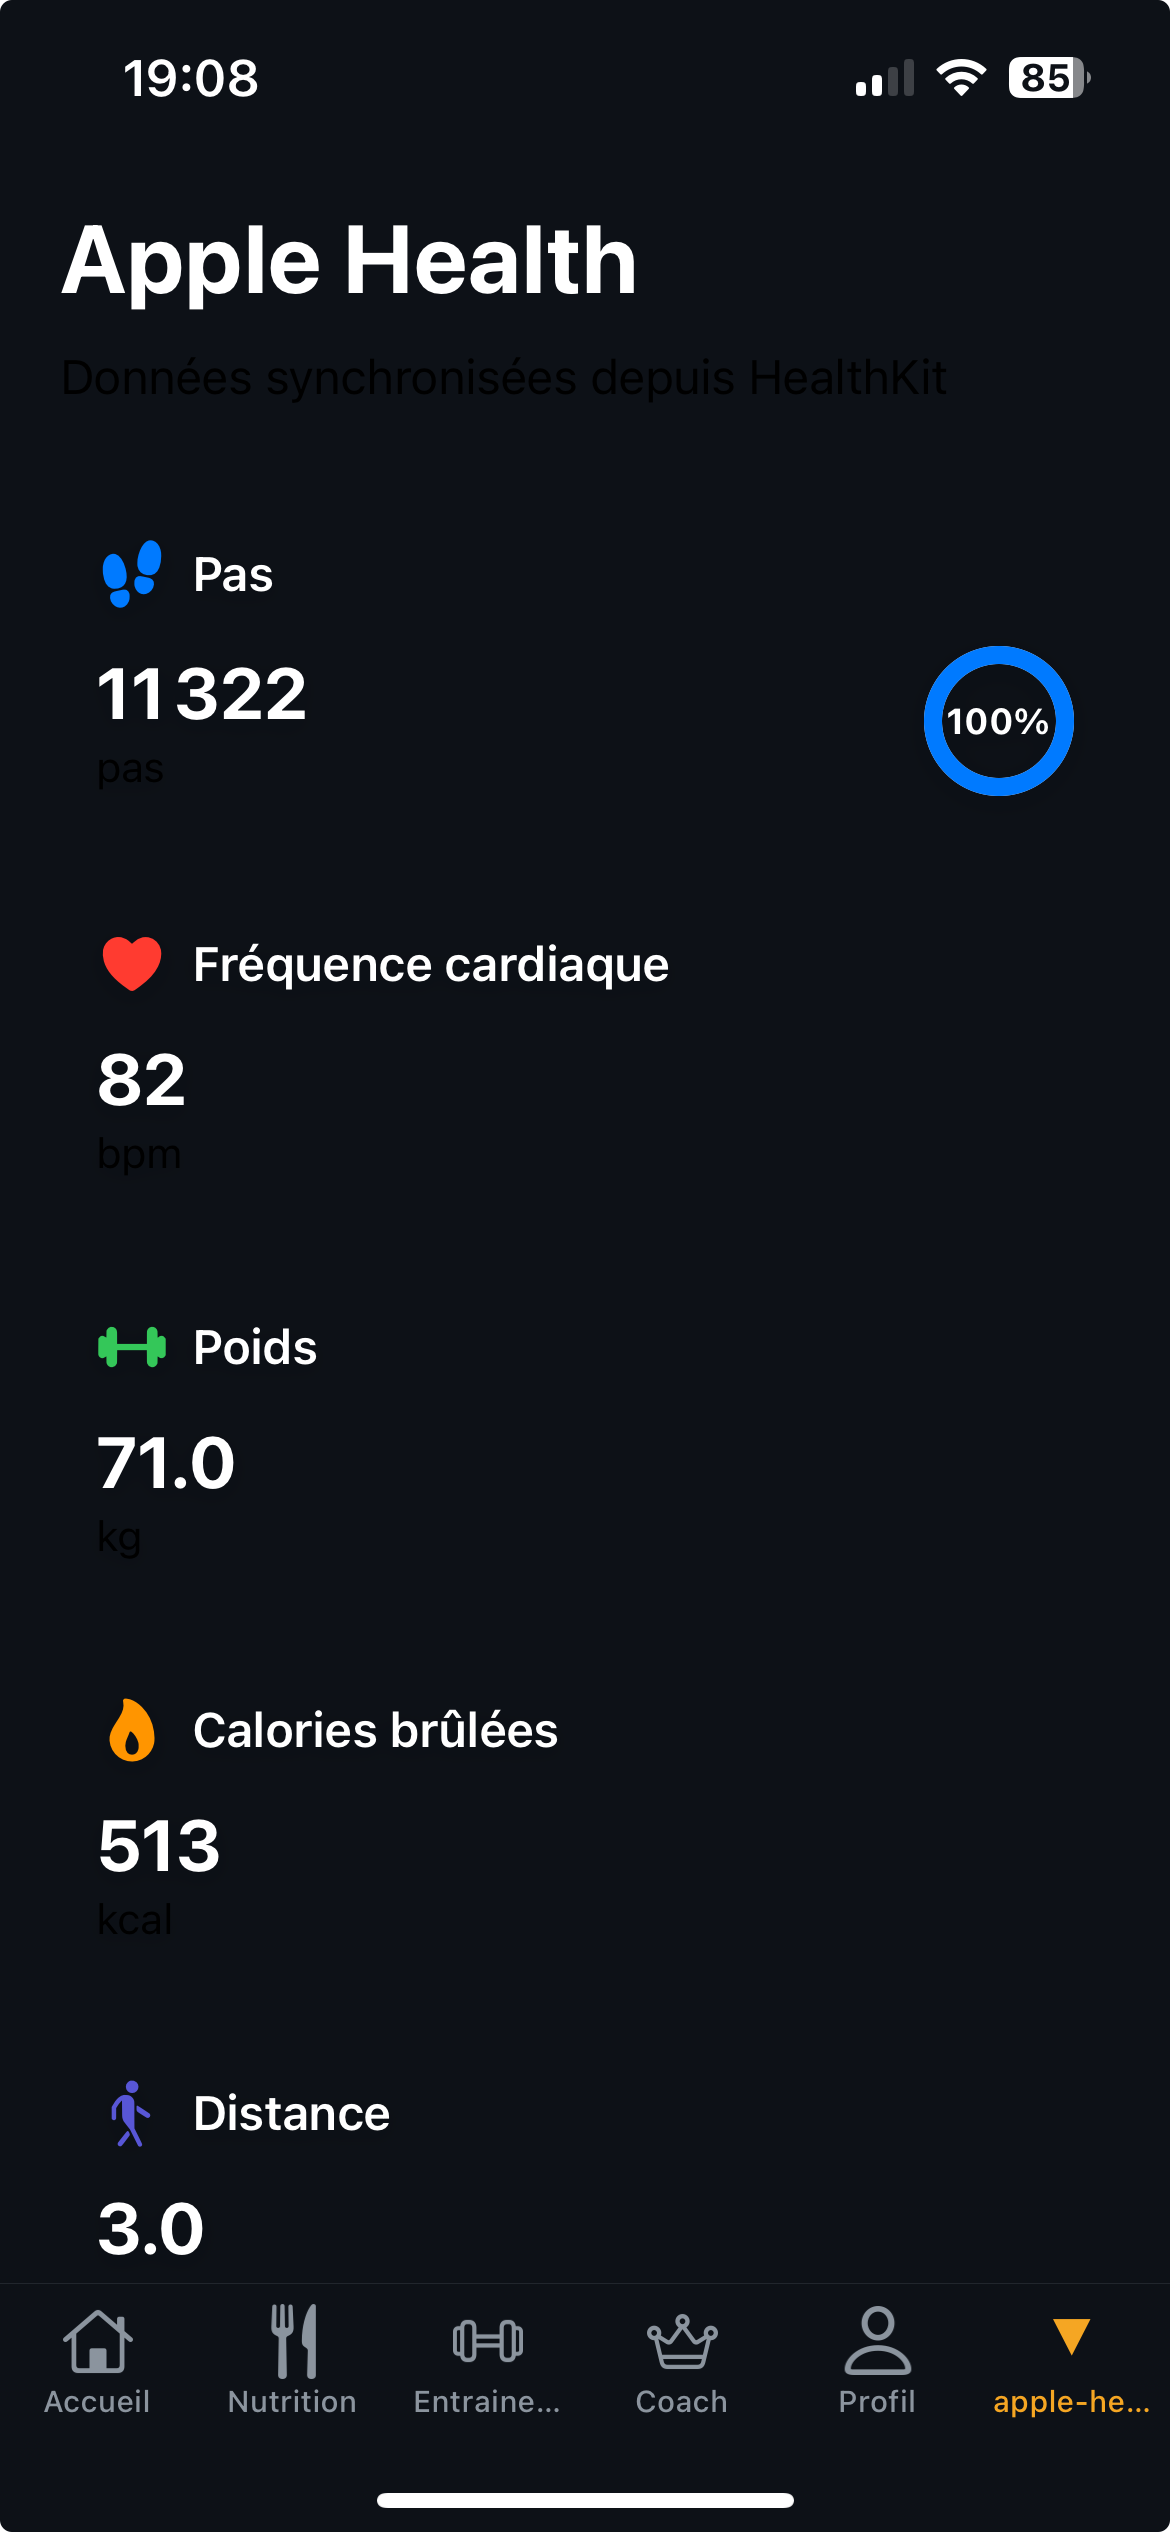 19:08
85
Apple Health
Données synchronisées depuis HealthKit
Pas
11 322
pas
100%
Fréquence cardiaque
82
bpm
Poids
71.0
kg
Calories brûlées
513
kcal
Distance
3.0
Accueil
Nutrition
Entraine...
Coach
Profil
apple-he...